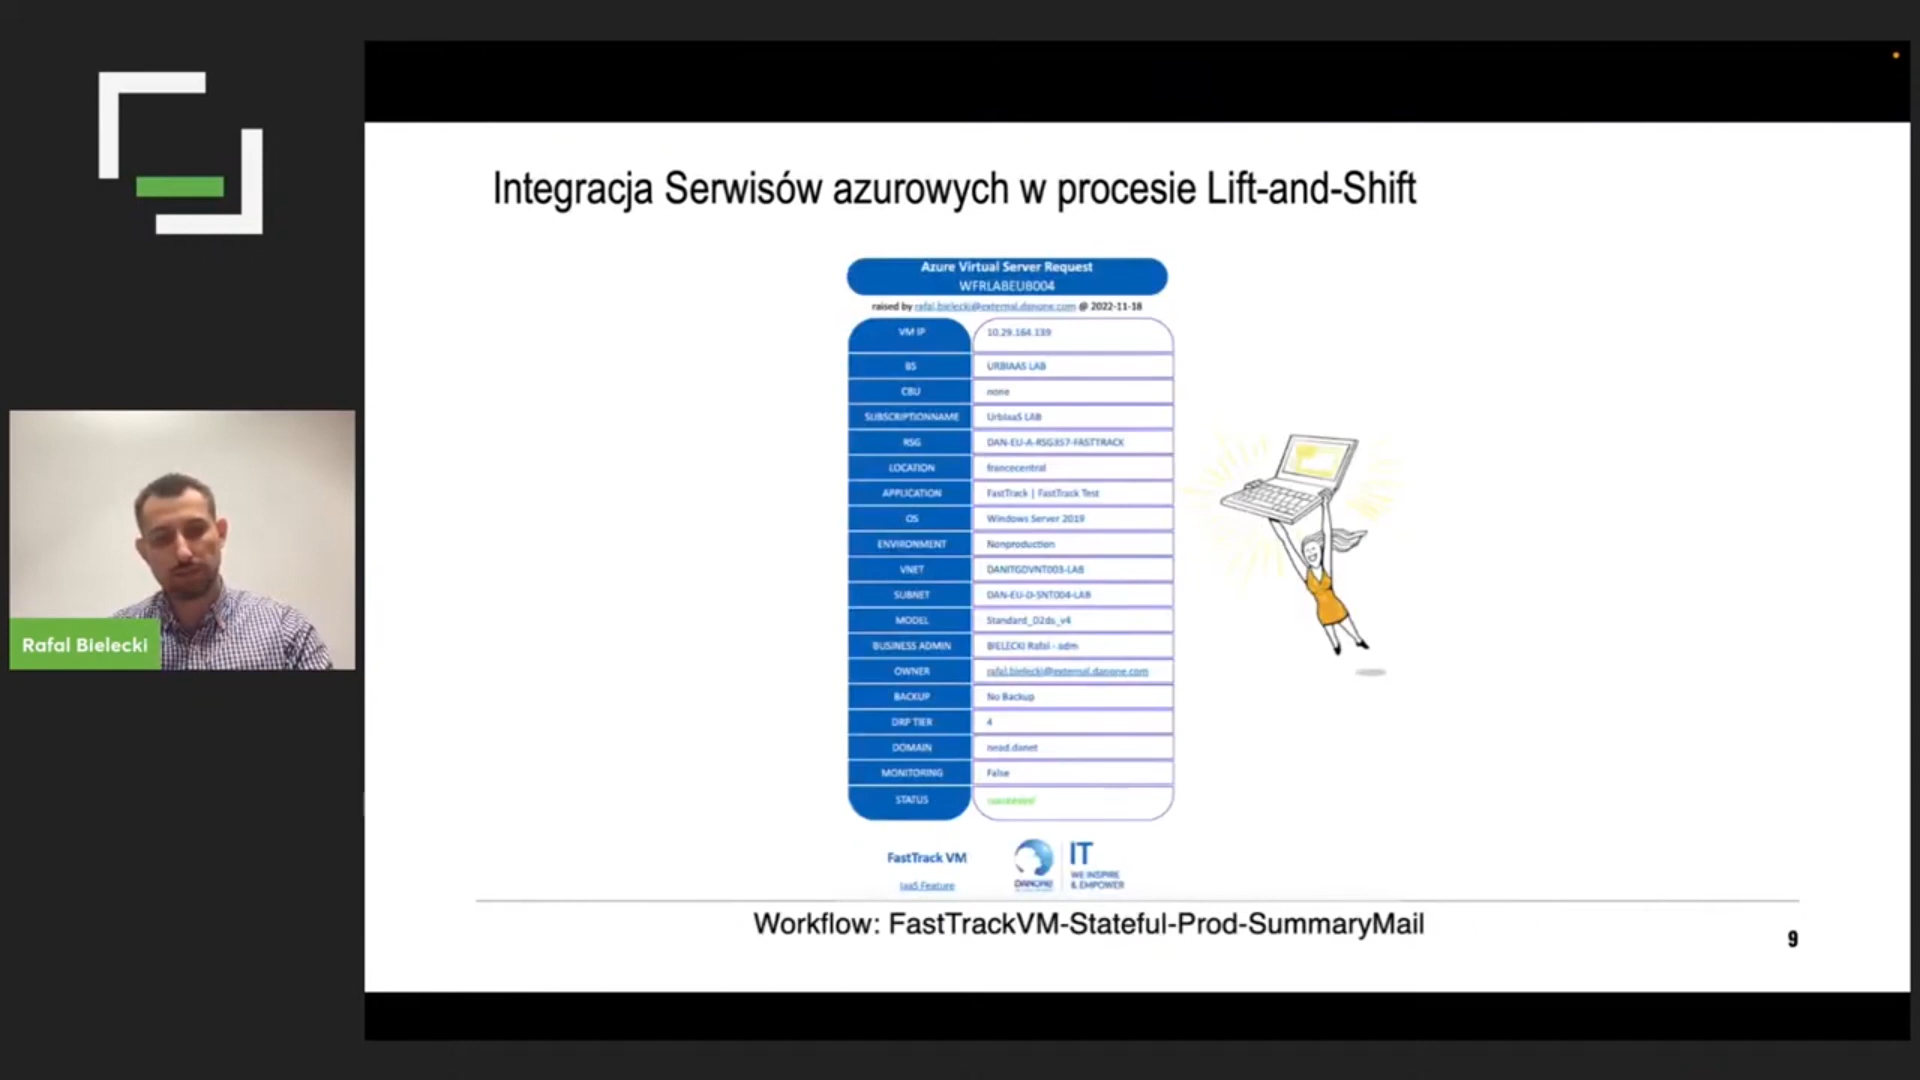 Integracja Serwisów azurowych w procesie Lift-and-Shift
Azure Virtual Server Request
WFRLABEUB004
raised by rafal.bielecki@external.danone.com @ 2022-11-18
VM IP 10.29.164.139
BS URBIAAS LAB
CBU none
SUBSCRIPTIONNAME UrbIaaS LAB
RSG DAN-EU-A-RSG357-FASTTRACK
LOCATION francecentral
APPLICATION FastTrack | FastTrack Test
OS Windows Server 2019
ENVIRONMENT Nonproduction
VNET DANITGDVNT003-LAB
SUBNET DAN-EU-D-SNT004-LAB
MODEL Standard_D2ds_v4
BUSINESS ADMIN BIELECKI Rafal - adm
OWNER rafal.bielecki@external.danone.com
BACKUP No Backup
DRP TIER 4
DOMAIN nead.danet
MONITORING False
STATUS
FastTrack VM
IaaS Feature
DANONE
IT
WE INSPIRE
& EMPOWER
Workflow: FastTrackVM-Stateful-Prod-SummaryMail
9
Rafal Bielecki